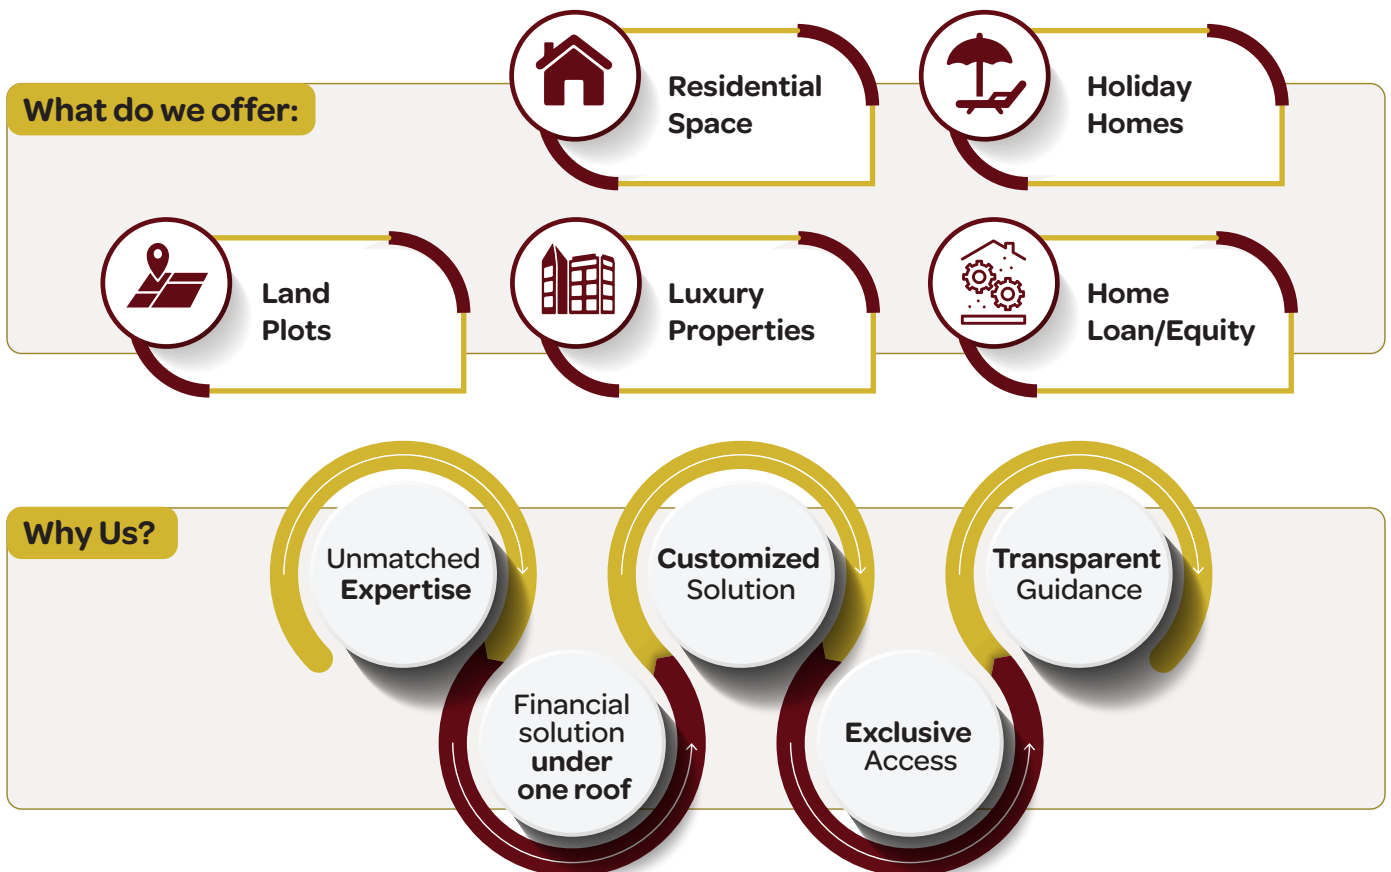 What do we offer:
Residential
Space
Holiday
Homes
Land
Plots
Luxury
Properties
Home
Loan/Equity
Why Us?
Unmatched
Expertise
Financial
solution
under
one roof
Customized
Solution
Exclusive
Access
Transparent
Guidance